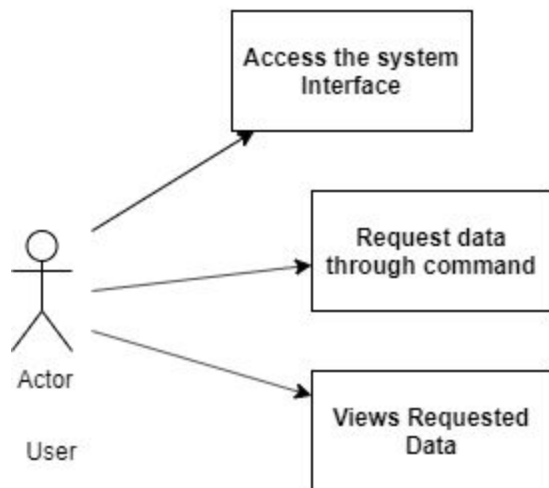 Access the system
Interface
Request data
through command
Actor
Views Requested
Data
User